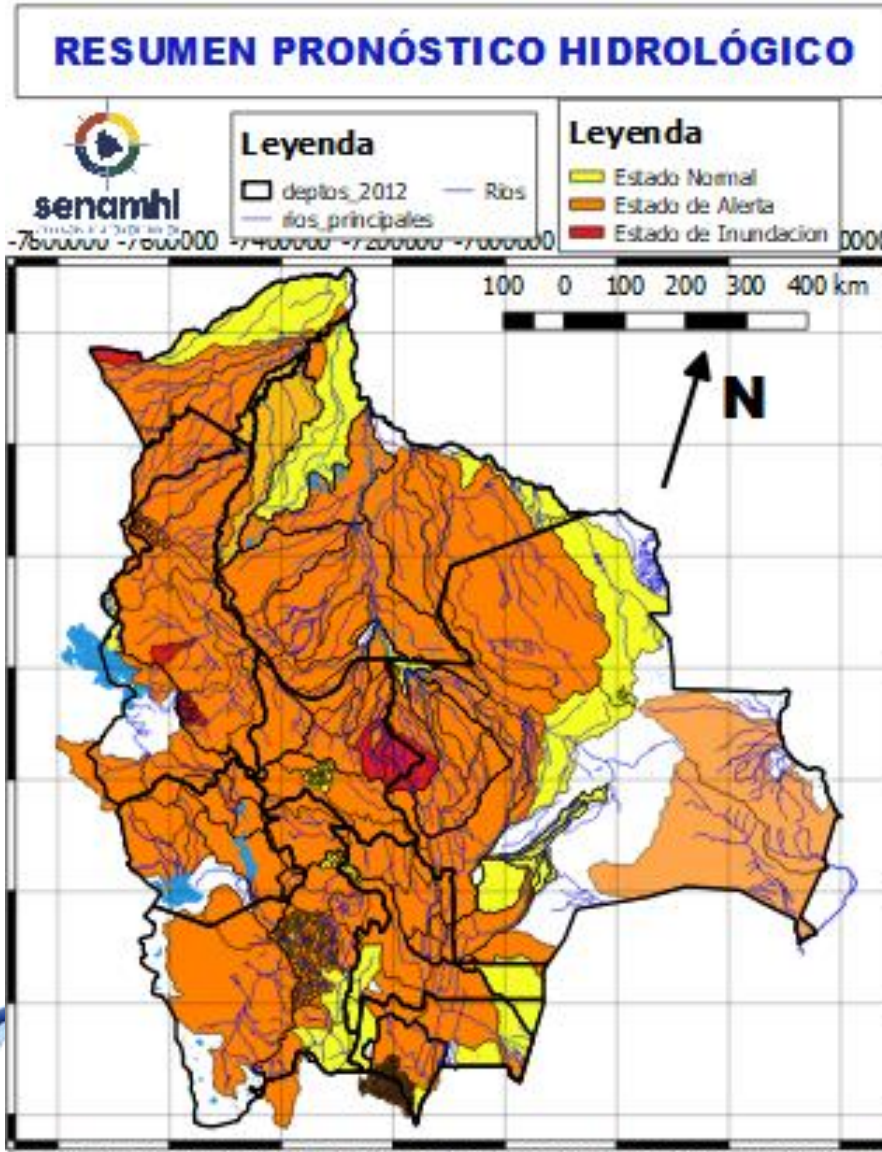 RESUMEN PRONÓSTICO HIDROLÓGICO
senamhi
Leyenda
deptos_2012
Rios
rios_principales
Leyenda
Estado Normal
Estado de Alerta
Estado de Inundacion
-7800000 -7600000 -7400000 -7200000 -7000000
100 0 100 200 300 400 km
N